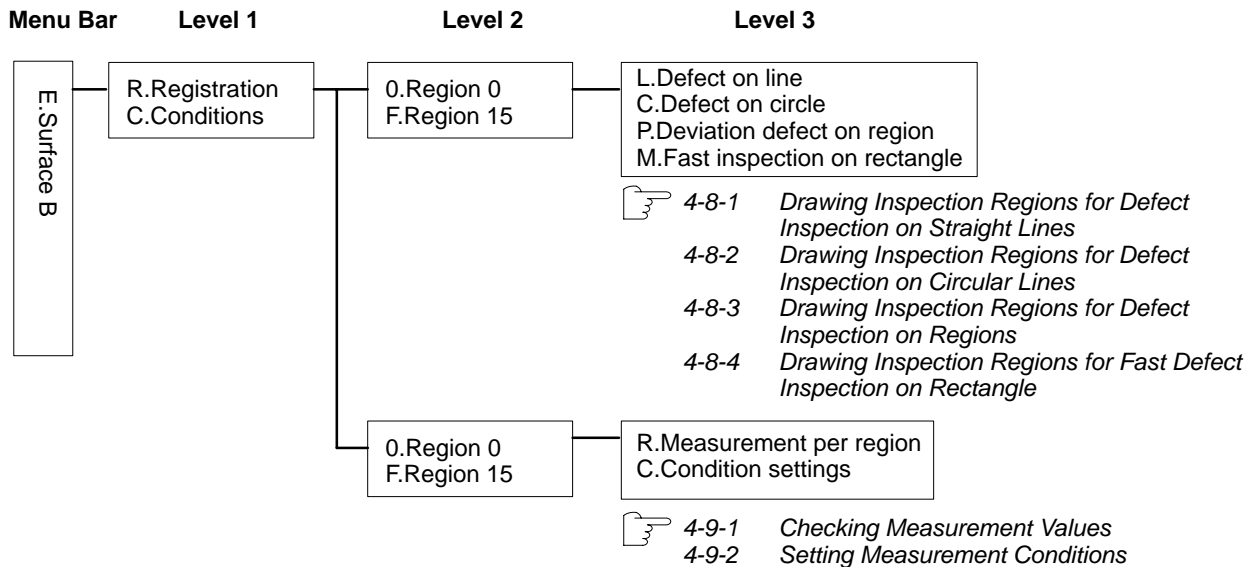 Menu Bar Level 1 Level 2 Level 3
E.Surface B
R.Registration
C.Conditions
0.Region 0
F.Region 15
L.Defect on line
C.Defect on circle
P.Deviation defect on region
M.Fast inspection on rectangle
4-8-1 Drawing Inspection Regions for Defect
Inspection on Straight Lines
4-8-2 Drawing Inspection Regions for Defect
Inspection on Circular Lines
4-8-3 Drawing Inspection Regions for Defect
Inspection on Regions
4-8-4 Drawing Inspection Regions for Fast Defect
Inspection on Rectangle
0.Region 0
F.Region 15
R.Measurement per region
C.Condition settings
4-9-1 Checking Measurement Values
4-9-2 Setting Measurement Conditions